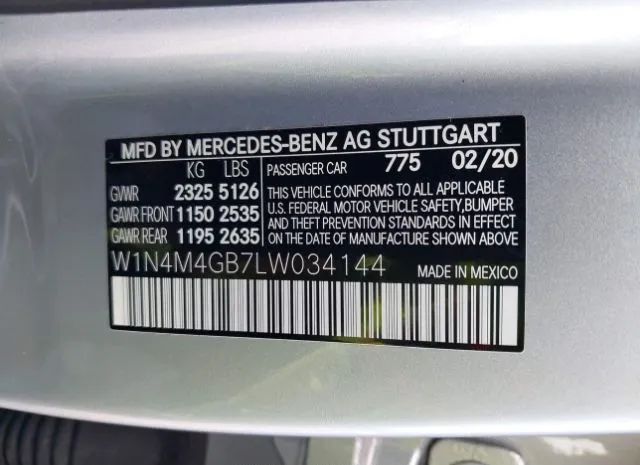 MFD BY MERCEDES-BENZ AG STUTTGART
KG LBS PASSENGER CAR 775 02/20
GVWR 2325 5126
GAWR FRONT 1150 2535
GAWR REAR 1195 2635
THIS VEHICLE CONFORMS TO ALL APPLICABLE
U.S. FEDERAL MOTOR VEHICLE SAFETY,BUMPER
AND THEFT PREVENTION STANDARDS IN EFFECT
ON THE DATE OF MANUFACTURE SHOWN ABOVE
W1N4M4GB7LW034144 MADE IN MEXICO